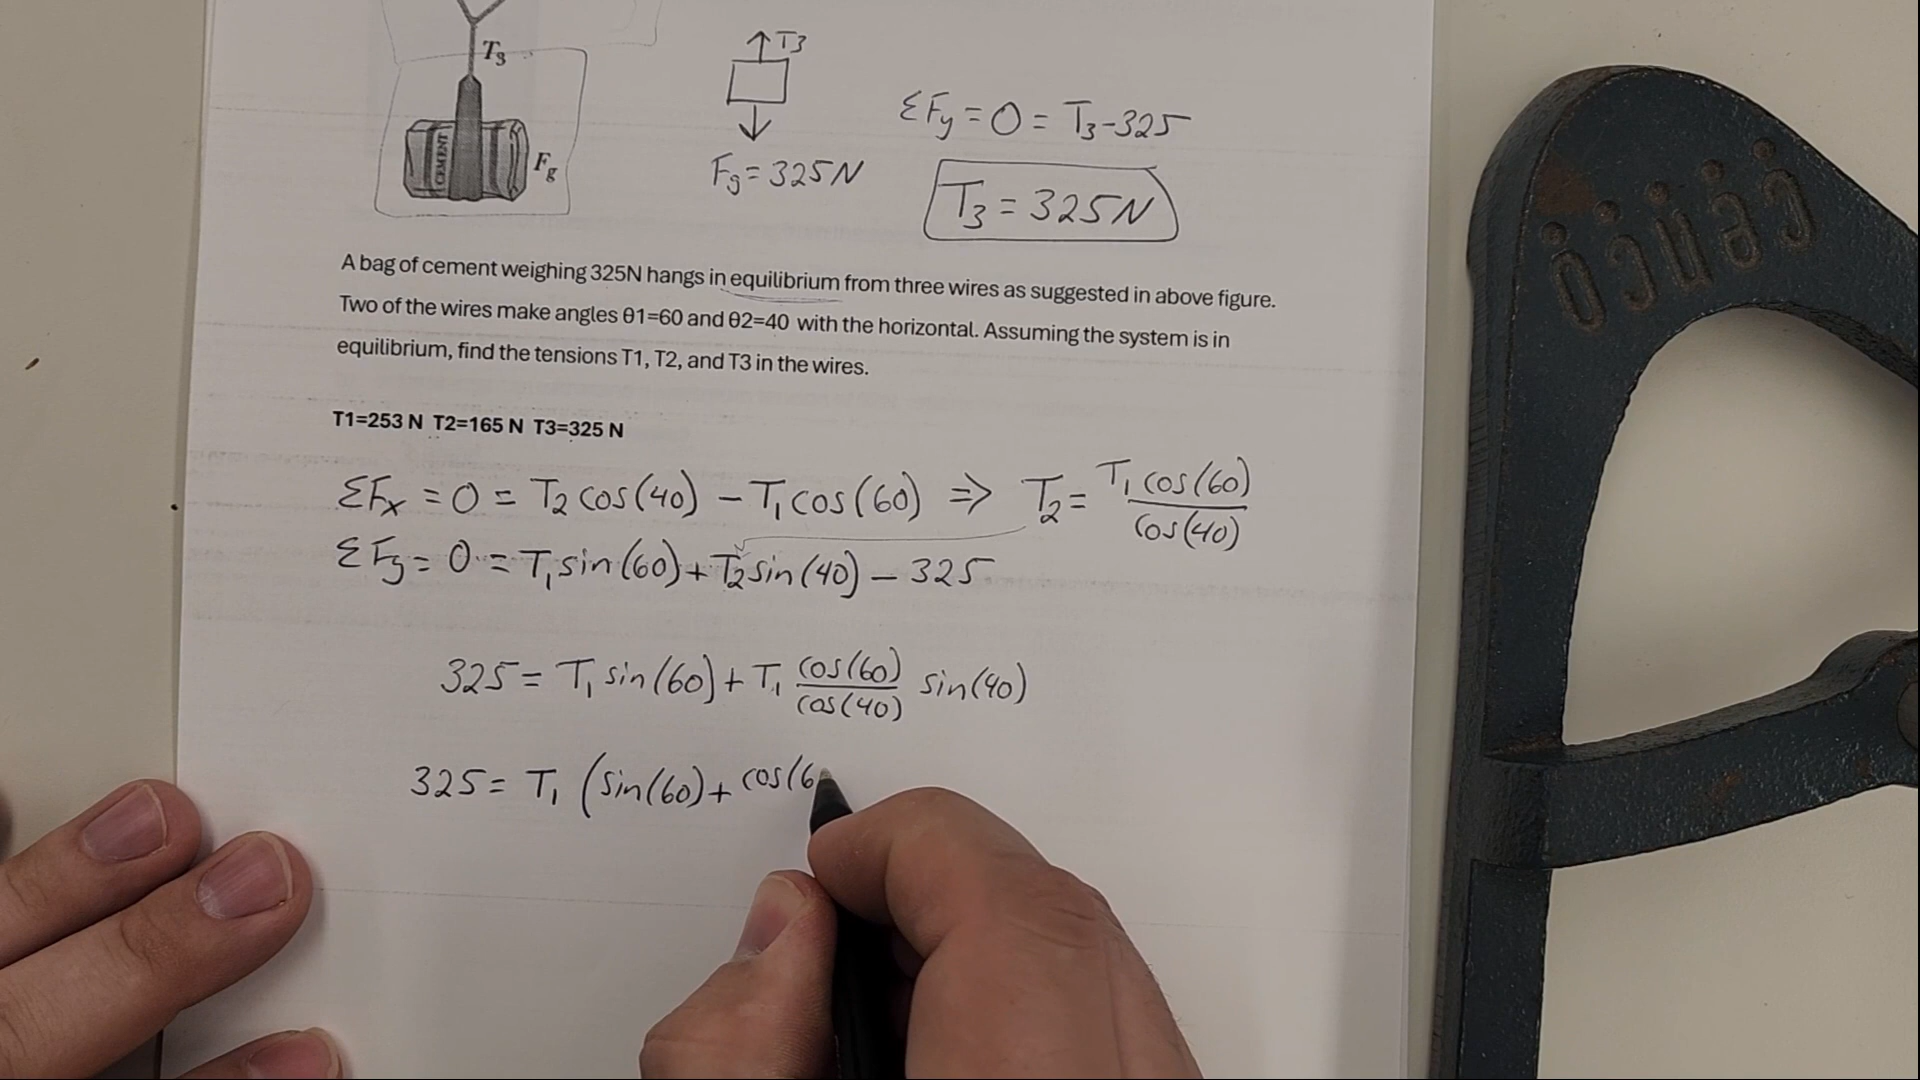 T3
T3
ΣFy = 0 = T3-325
CEMENT
Fg
Fg = 325N
T3 = 325N
A bag of cement weighing 325N hangs in equilibrium from three wires as suggested in above figure.
Two of the wires make angles θ1=60 and θ2=40 with the horizontal. Assuming the system is in
equilibrium, find the tensions T1, T2, and T3 in the wires.
T1=253 N T2=165 N T3=325 N
ΣFx = 0 = T2 cos(40) - T1 cos(60) => T2 = T1 cos(60) / cos(40)
ΣFy = 0 = T1 sin(60) + T2 sin(40) - 325
325 = T1 sin(60) + T1 cos(60) / cos(40) sin(40)
325 = T1 (sin(60) + cos(6